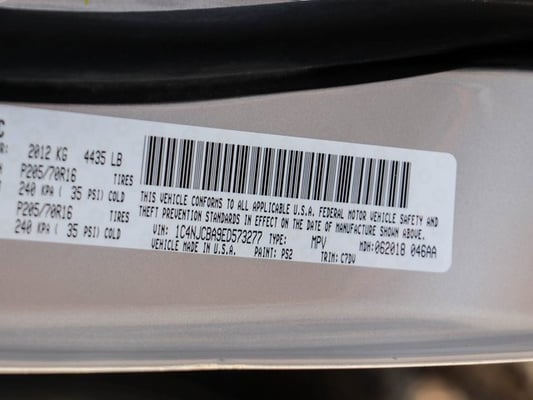 C
R: 2012 KG 4435 LB
P205/70R16 TIRES
240 KPA ( 35 PSI) COLD
P205/70R16 TIRES
240 KPA ( 35 PSI) COLD
THIS VEHICLE CONFORMS TO ALL APPLICABLE U.S.A. FEDERAL MOTOR VEHICLE SAFETY AND
THEFT PREVENTION STANDARDS IN EFFECT ON THE DATE OF MANUFACTURE SHOWN ABOVE.
VIN: 1C4NJCBA9ED573277 TYPE: MPV MDH:062018 046AA
VEHICLE MADE IN U.S.A. PAINT: PS2 TRIM: C7DV